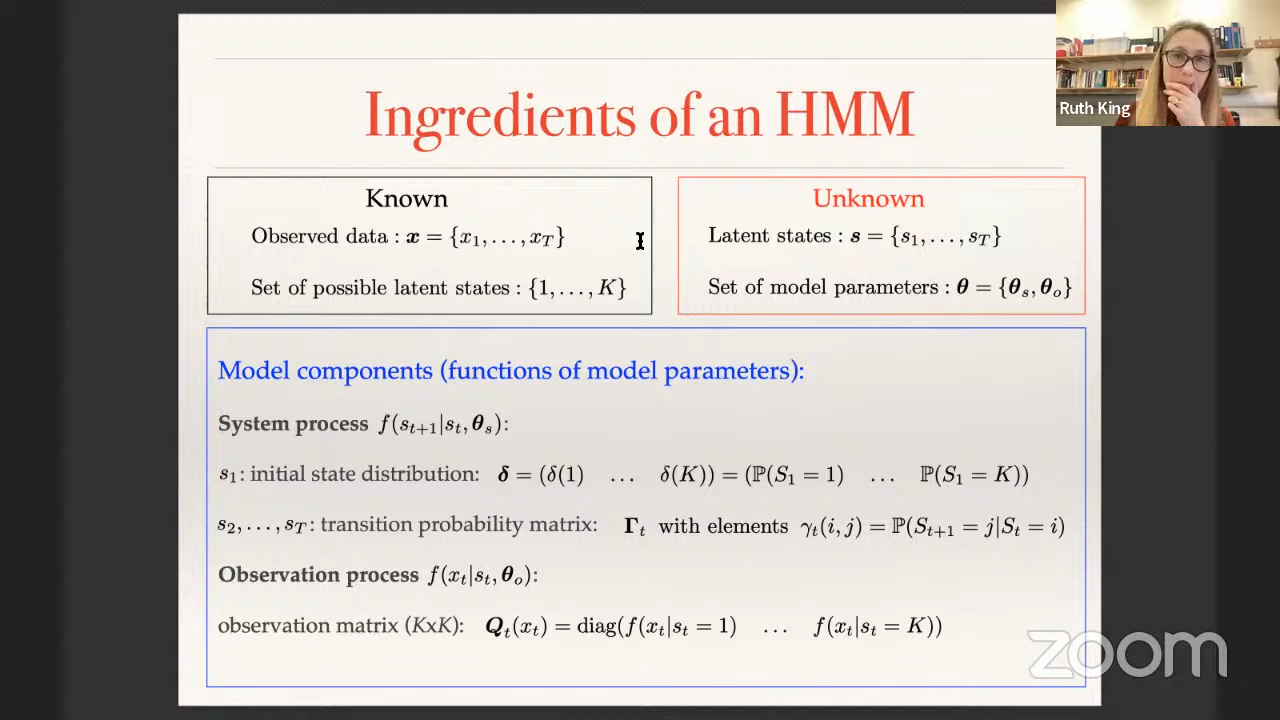 Ingredients of an HMM
Ruth King
Known
Observed data : x = {x₁, . . . , x_T}
Set of possible latent states : {1, . . . , K}
Unknown
Latent states : s = {s₁, . . . , s_T}
Set of model parameters : θ = {θₛ, θₒ}
Model components (functions of model parameters):
System process f(sₜ₊₁|sₜ, θₛ):
s₁: initial state distribution: δ = (δ(1) . . . δ(K)) = (ℙ(S₁ = 1) . . . ℙ(S₁ = K))
s₂, . . . , s_T: transition probability matrix: Γₜ with elements γₜ(i, j) = ℙ(Sₜ₊₁ = j|Sₜ = i)
Observation process f(xₜ|sₜ, θₒ):
observation matrix (KxK): Qₜ(xₜ) = diag(f(xₜ|sₜ = 1) . . . f(xₜ|sₜ = K))
zoom